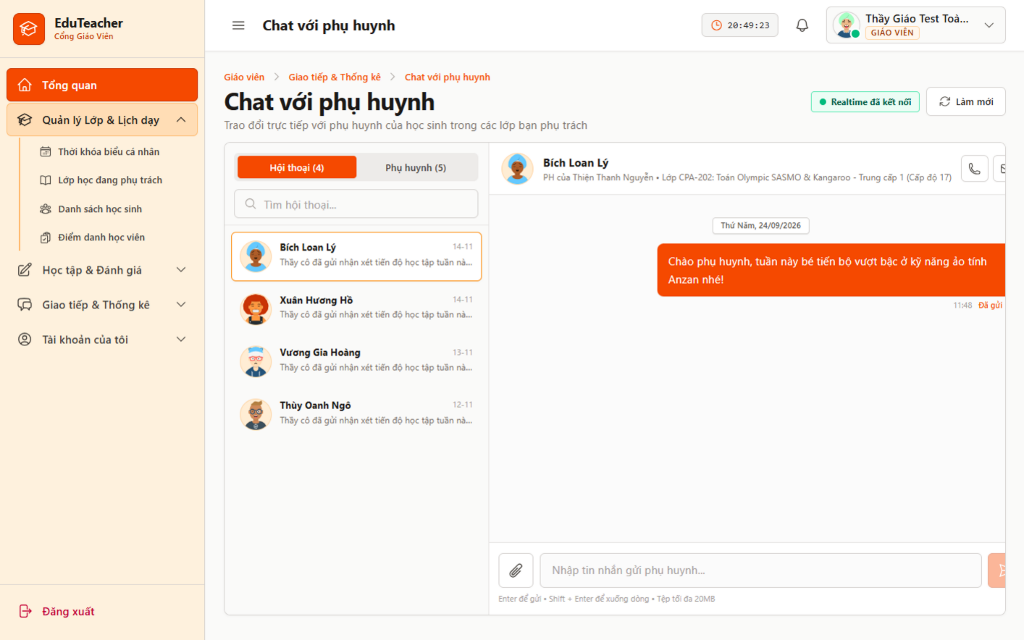 EduTeacher
Cổng Giáo Viên
Tổng quan
Quản lý Lớp & Lịch dạy
Thời khóa biểu cá nhân
Lớp học đang phụ trách
Danh sách học sinh
Điểm danh học viên
Học tập & Đánh giá
Giao tiếp & Thống kê
Tài khoản của tôi
Đăng xuất
Chat với phụ huynh
20:49:23
Thầy Giáo Test Toá...
GIÁO VIÊN
Giáo viên > Giao tiếp & Thống kê > Chat với phụ huynh
Chat với phụ huynh
Trao đổi trực tiếp với phụ huynh của học sinh trong các lớp bạn phụ trách
Realtime đã kết nối
Làm mới
Hội thoại (4)
Phụ huynh (5)
Tìm hội thoại...
Bích Loan Lý 14-11
Thầy cô đã gửi nhận xét tiến độ học tập tuần nà...
Xuân Hương Hồ 14-11
Thầy cô đã gửi nhận xét tiến độ học tập tuần nà...
Vương Gia Hoàng 13-11
Thầy cô đã gửi nhận xét tiến độ học tập tuần nà...
Thùy Oanh Ngô 12-11
Thầy cô đã gửi nhận xét tiến độ học tập tuần nà...
Bích Loan Lý
PH của Thiện Thanh Nguyễn • Lớp CPA-202: Toán Olympic SASMO & Kangaroo - Trung cấp 1 (Cấp độ 17)
Thứ Năm, 24/09/2026
Chào phụ huynh, tuần này bé tiến bộ vượt bậc ở kỹ năng ảo tính
Anzan nhé!
11:48 Đã gửi
Nhập tin nhắn gửi phụ huynh...
Enter để gửi • Shift + Enter để xuống dòng • Tệp tối đa 20MB